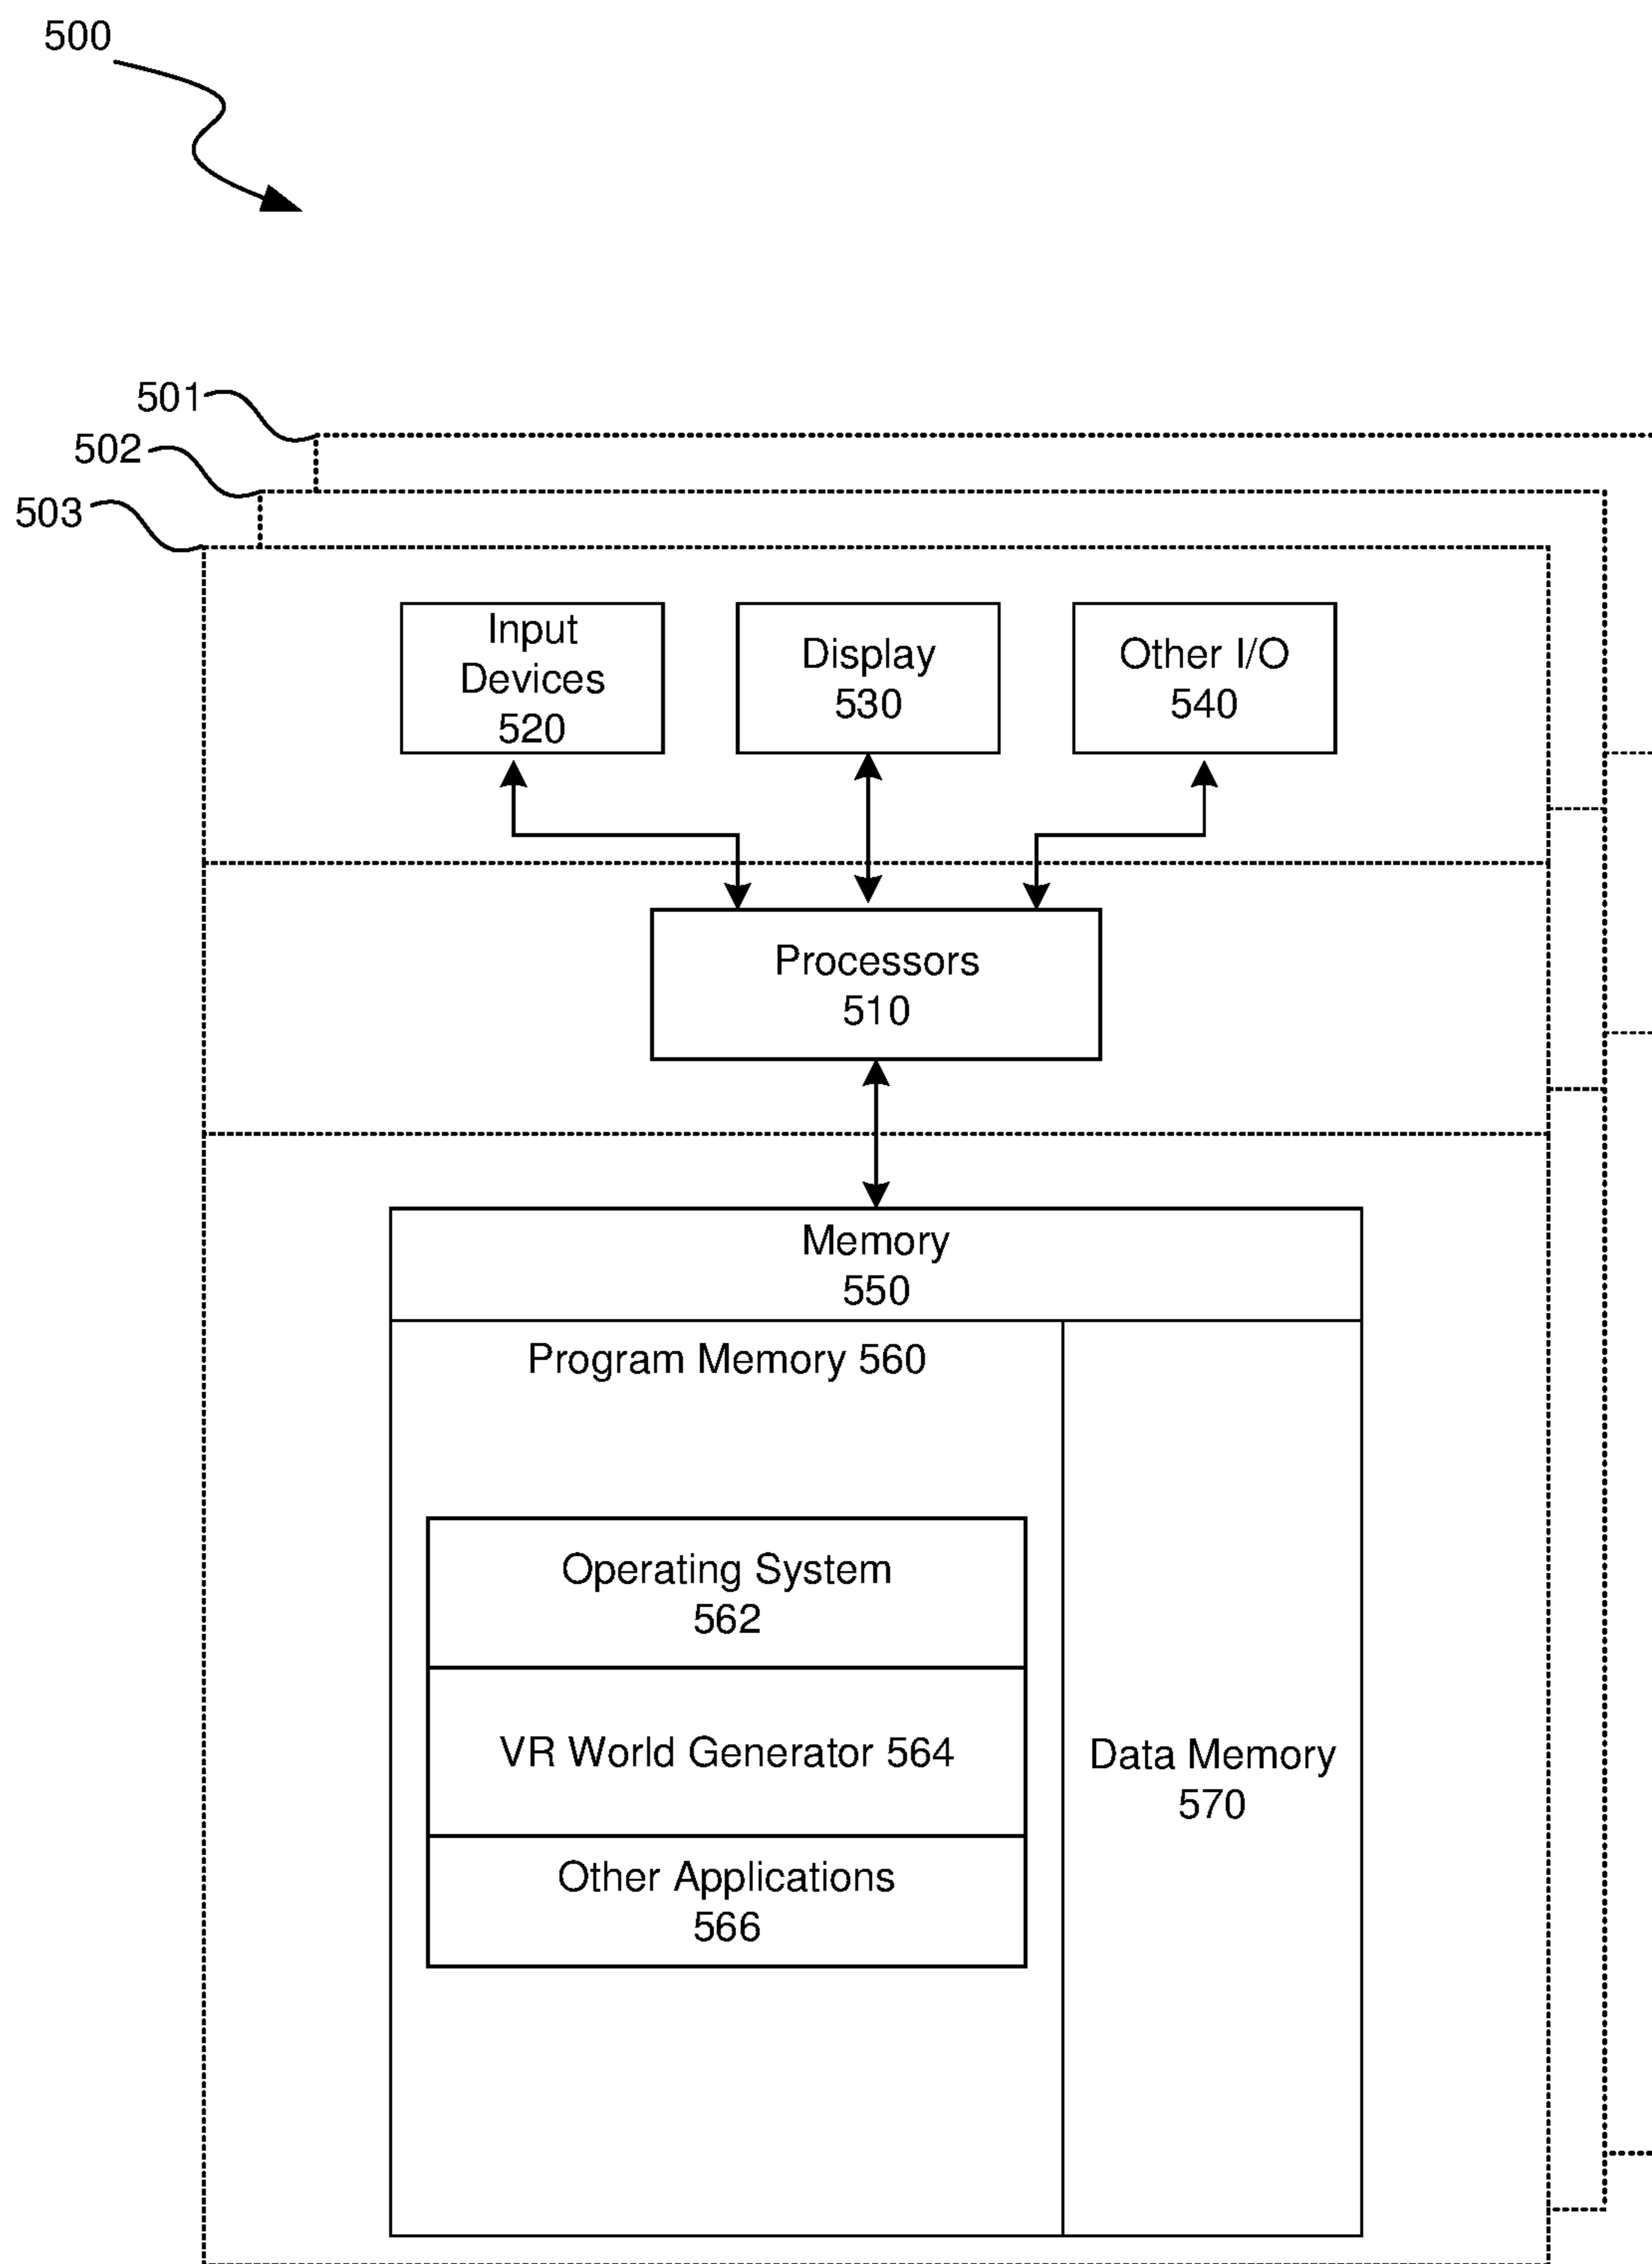 500
501
502
503
Input
Devices
520
Display
530
Other I/O
540
Processors
510
Memory
550
Program Memory 560
Operating System
562
VR World Generator 564
Other Applications
566
Data Memory
570